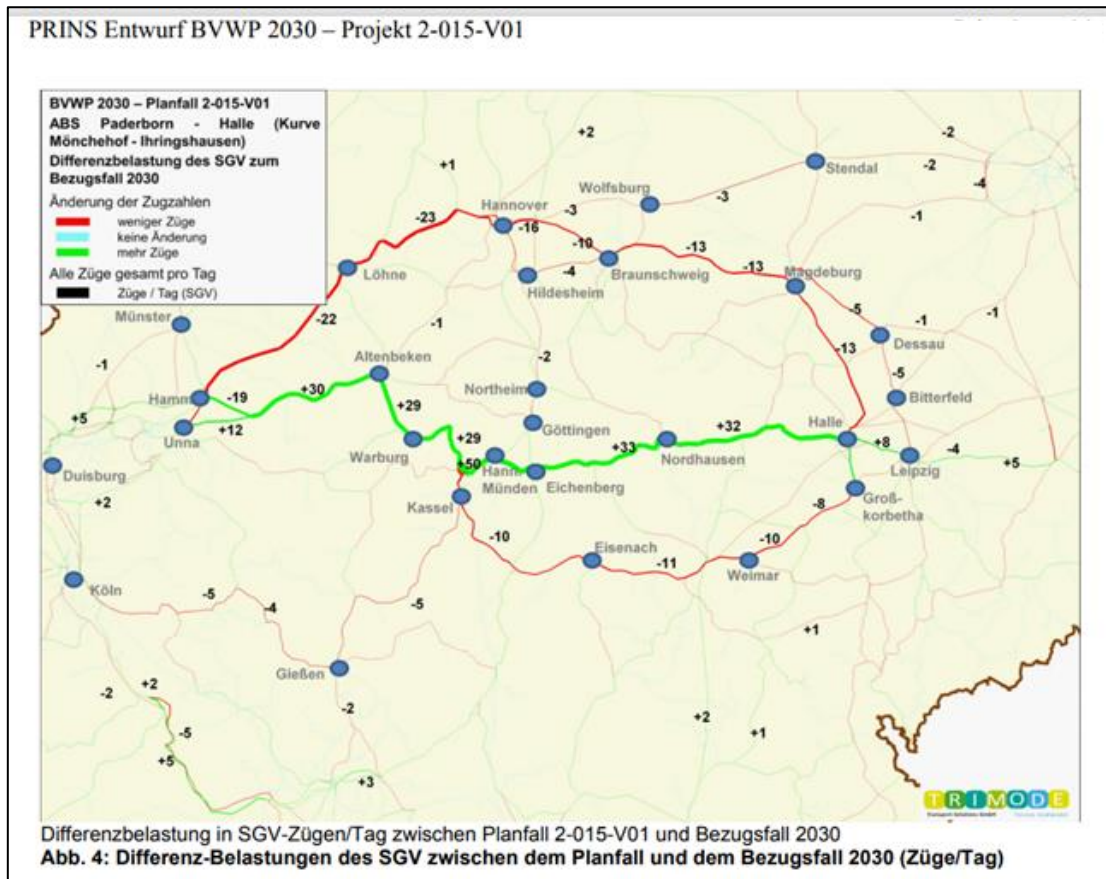 PRINS Entwurf BVWP 2030 – Projekt 2-015-V01
BVWP 2030 – Planfall 2-015-V01
ABS Paderborn - Halle (Kurve
Mönchehof - Ihringshausen)
Differenzbelastung des SGV zum
Bezugsfall 2030
Änderung der Zugzahlen
weniger Züge
keine Änderung
mehr Züge
Alle Züge gesamt pro Tag
Züge / Tag (SGV)
+2
-2
+1
Stendal
-2
Wolfsburg
-4
-3
-23
Hannover
-3
-1
-16
-10
-13
Löhne
-4
Braunschweig
-13
Magdeburg
Hildesheim
Münster
-22
-1
-5
-1
-1
Dessau
-13
-1
Altenbeken
-2
-5
+30
Northeim
Bitterfeld
Hamm
-19
+29
+5
+12
Göttingen
+32
Halle
Unna
+29
+33
+8
-4
Warburg
+50
Hann.
Nordhausen
Leipzig
+5
Duisburg
Münden
Eichenberg
+2
Kassel
-8
Groß-
korbetha
-10
Eisenach
-10
-11
Weimar
Köln
-5
-4
-5
+1
Gießen
+2
-2
-2
+2
-5
+1
+5
+3
TRIMODE
Differenzbelastung in SGV-Zügen/Tag zwischen Planfall 2-015-V01 und Bezugsfall 2030
Abb. 4: Differenz-Belastungen des SGV zwischen dem Planfall und dem Bezugsfall 2030 (Züge/Tag)